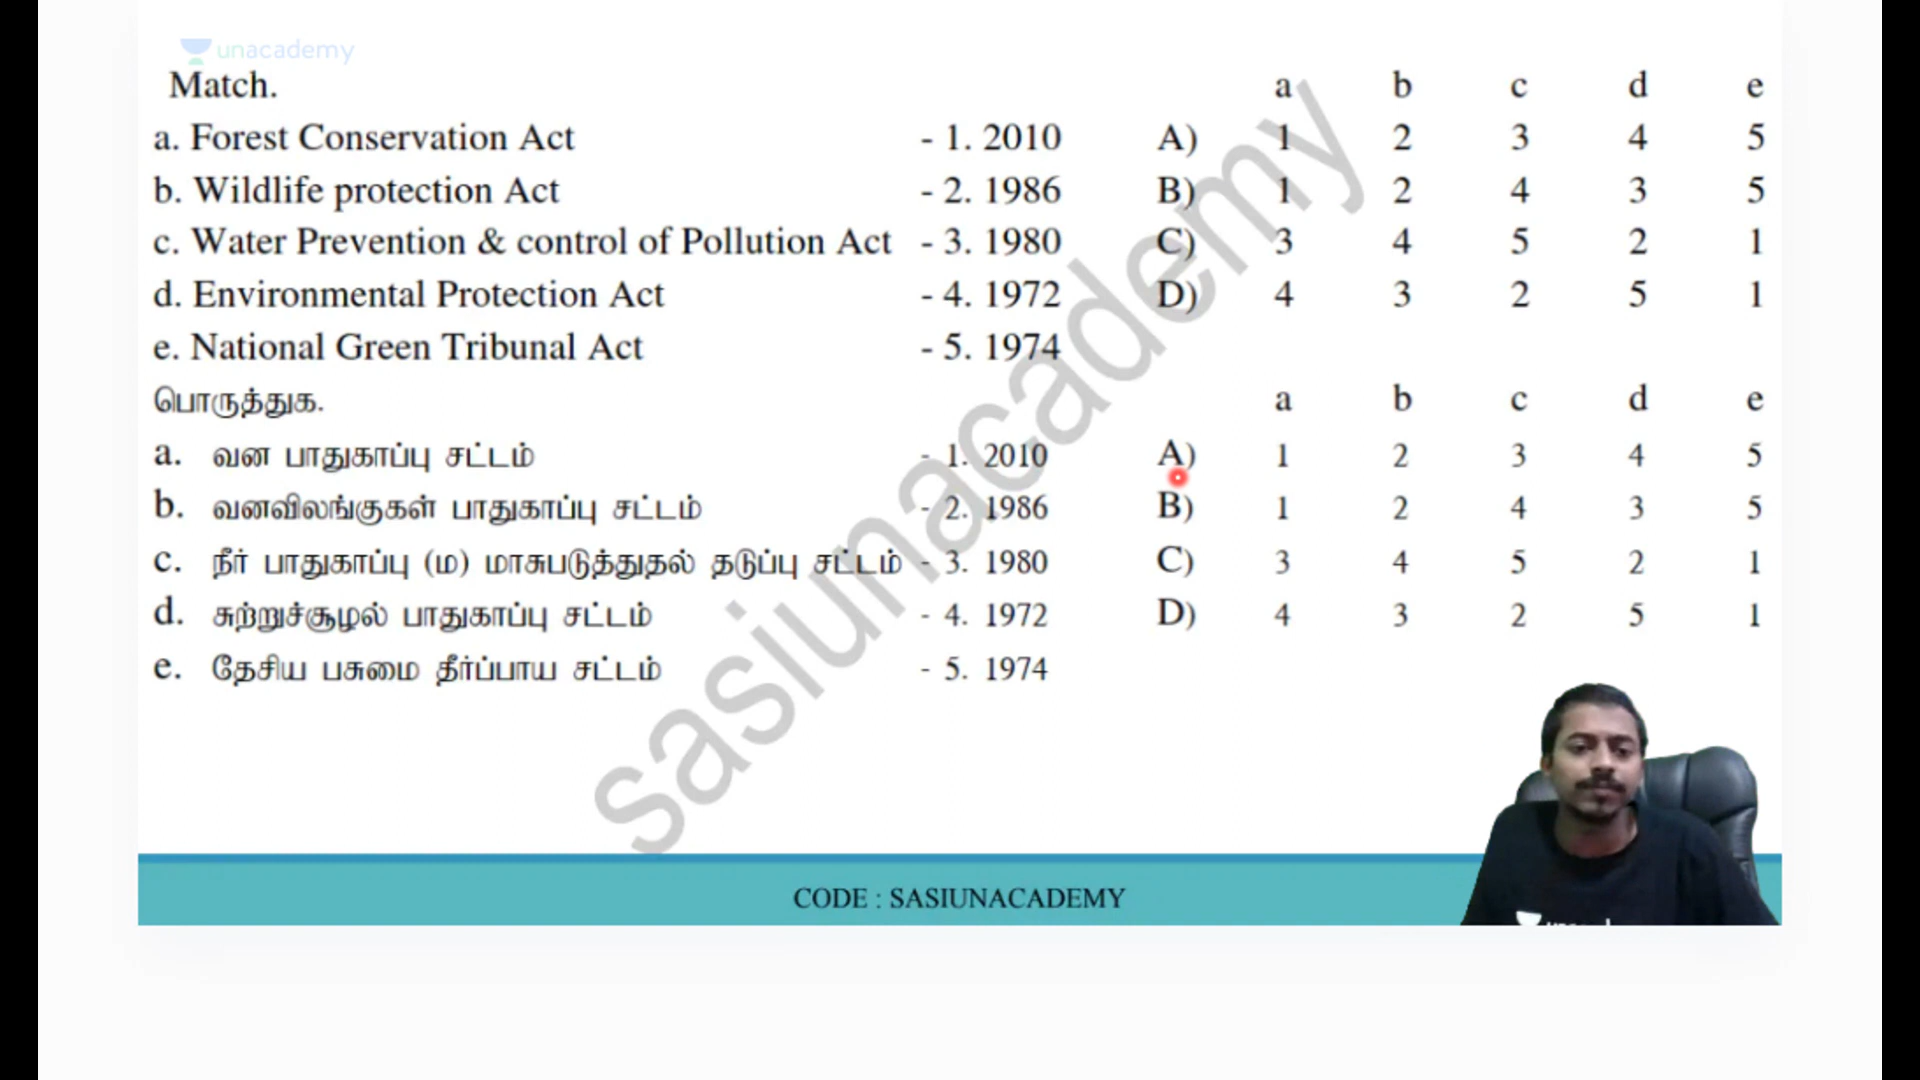 unacademy
Match. a b c d e
a. Forest Conservation Act - 1. 2010 A) 1 2 3 4 5
b. Wildlife protection Act - 2. 1986 B) 1 2 4 3 5
c. Water Prevention & control of Pollution Act - 3. 1980 C) 3 4 5 2 1
d. Environmental Protection Act - 4. 1972 D) 4 3 2 5 1
e. National Green Tribunal Act - 5. 1974
பொருத்துக. a b c d e
a. வன பாதுகாப்பு சட்டம் - 1. 2010 A) 1 2 3 4 5
b. வனவிலங்குகள் பாதுகாப்பு சட்டம் - 2. 1986 B) 1 2 4 3 5
c. நீர் பாதுகாப்பு (ம) மாசுபடுத்துதல் தடுப்பு சட்டம் - 3. 1980 C) 3 4 5 2 1
d. சுற்றுச்சூழல் பாதுகாப்பு சட்டம் - 4. 1972 D) 4 3 2 5 1
e. தேசிய பசுமை தீர்ப்பாய சட்டம் - 5. 1974
sasiunacademy
CODE : SASIUNACADEMY